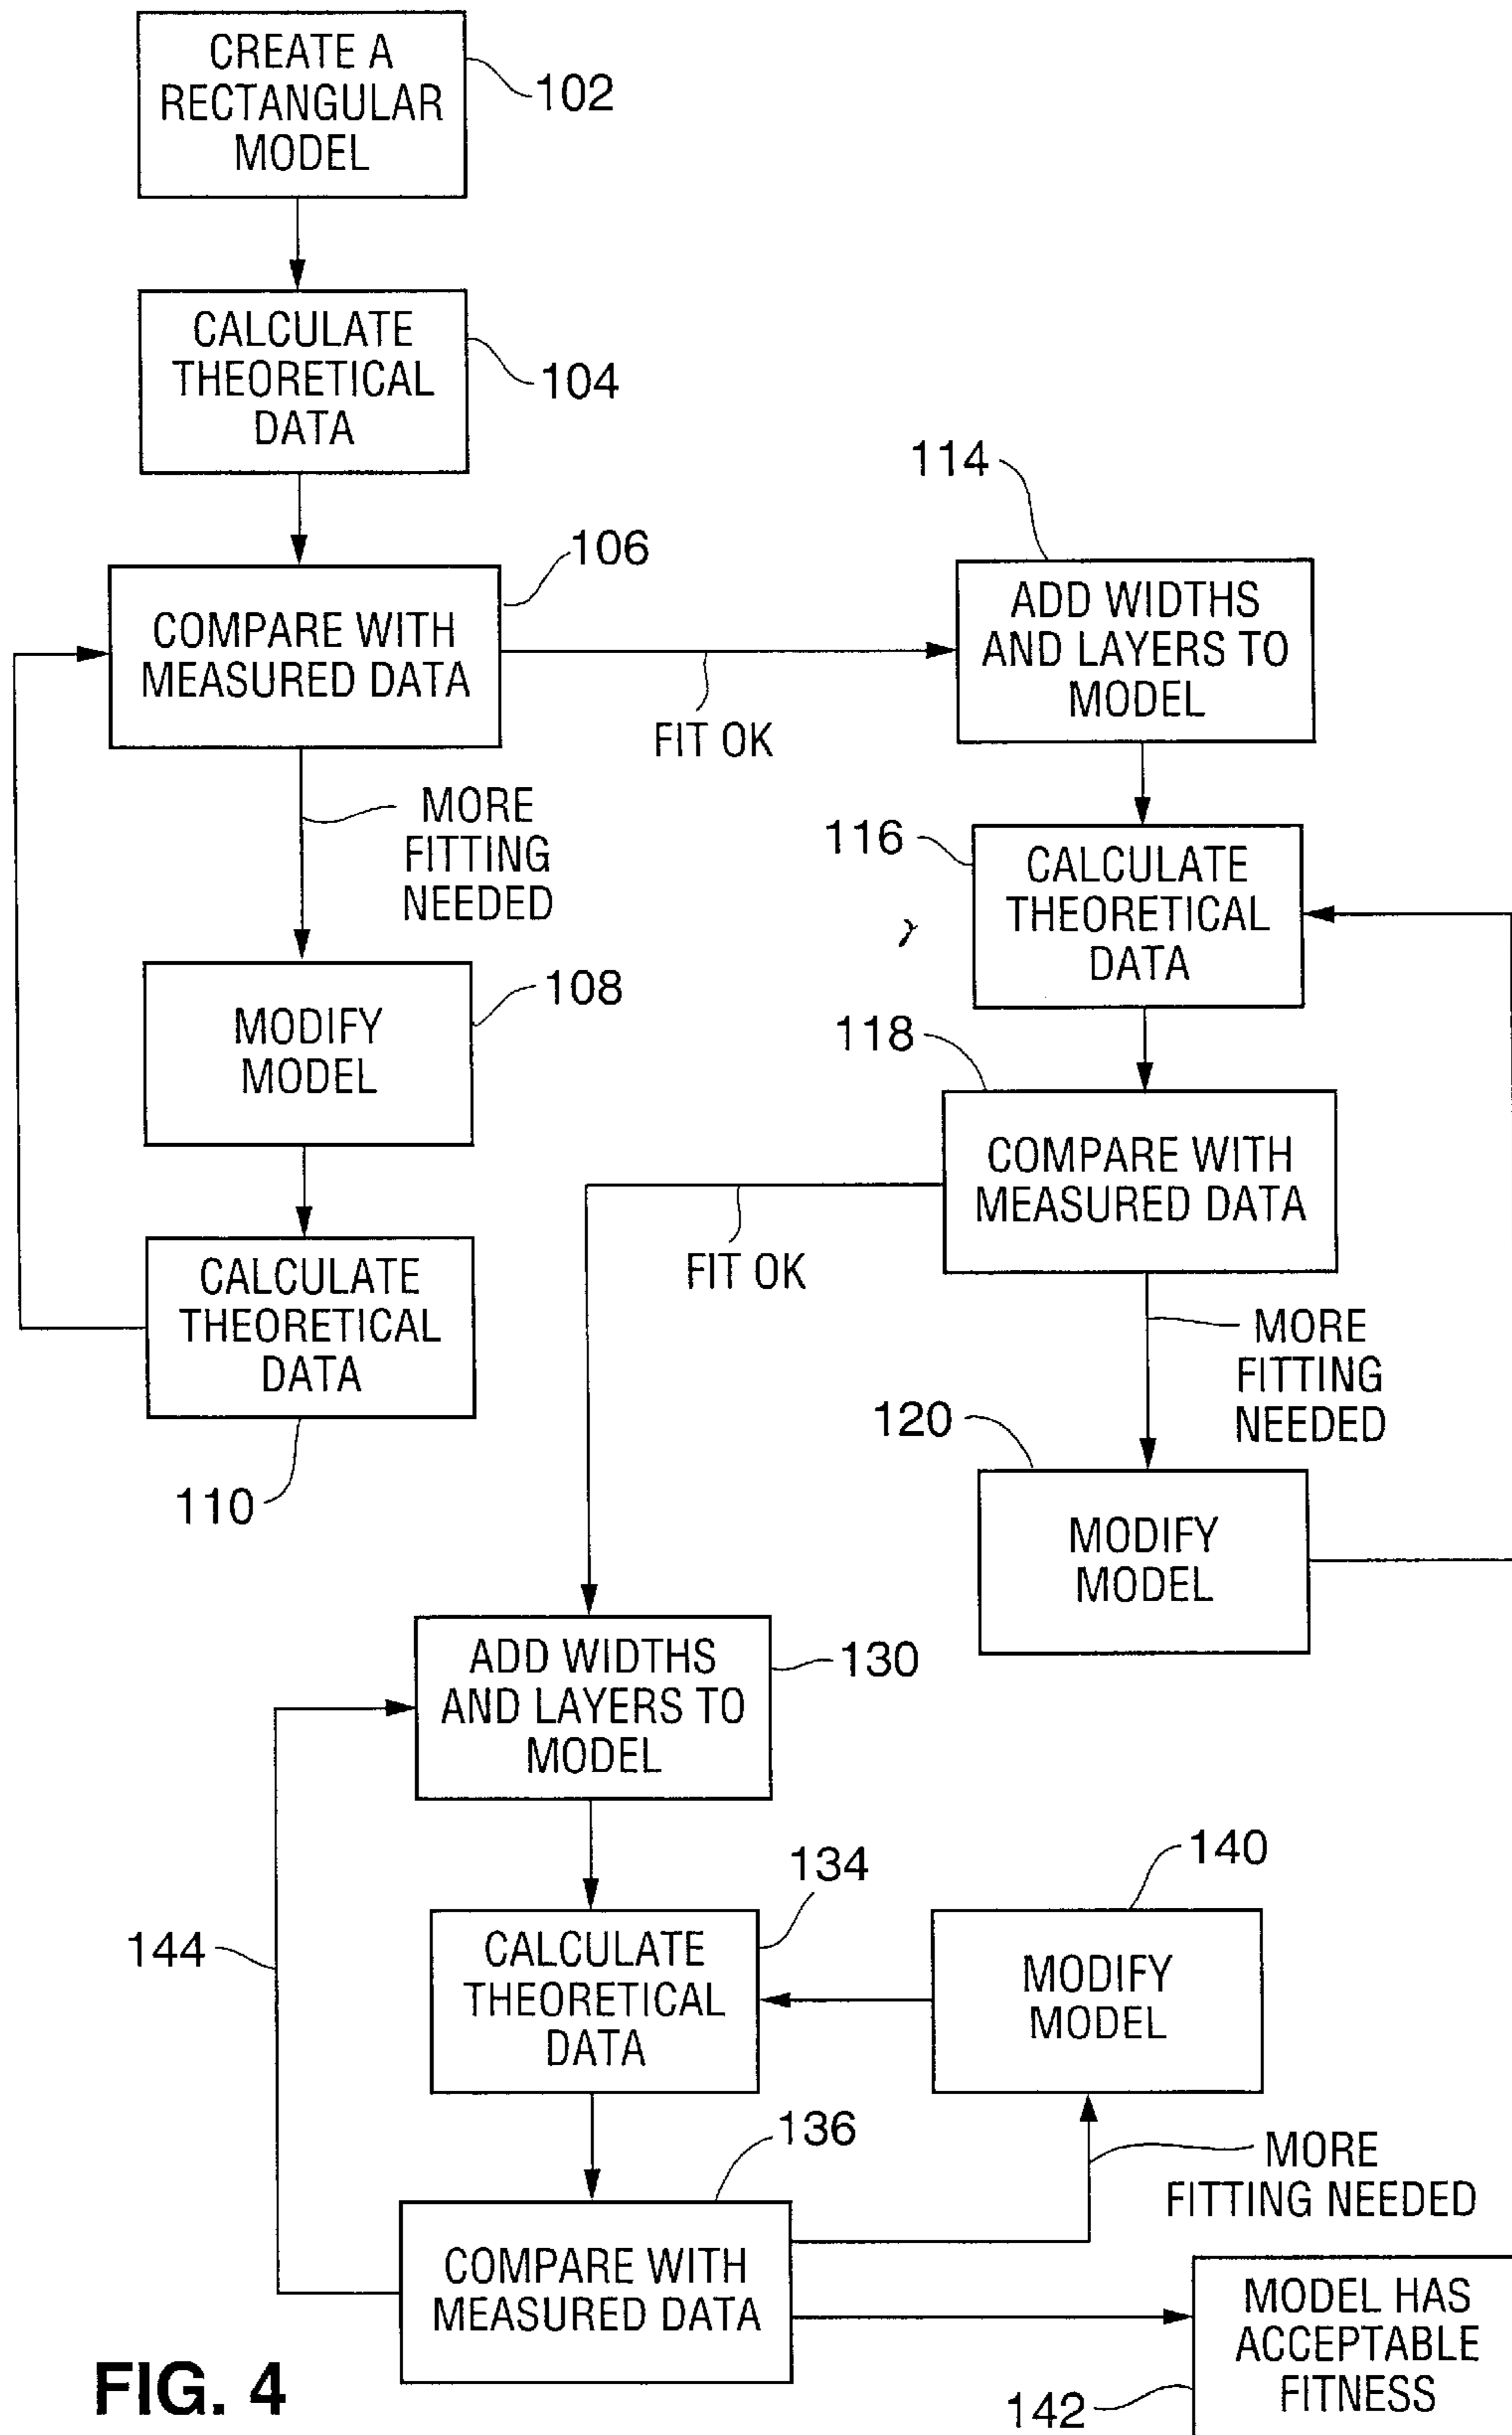 CREATE A
RECTANGULAR
MODEL
102
CALCULATE
THEORETICAL
DATA
104
COMPARE WITH
MEASURED DATA
106
FIT OK
MORE
FITTING
NEEDED
MODIFY
MODEL
108
CALCULATE
THEORETICAL
DATA
110
114
ADD WIDTHS
AND LAYERS TO
MODEL
116
CALCULATE
THEORETICAL
DATA
118
COMPARE WITH
MEASURED DATA
FIT OK
MORE
FITTING
NEEDED
120
MODIFY
MODEL
ADD WIDTHS
AND LAYERS TO
MODEL
130
134
CALCULATE
THEORETICAL
DATA
140
MODIFY
MODEL
144
136
COMPARE WITH
MEASURED DATA
MORE
FITTING NEEDED
MODEL HAS
ACCEPTABLE
FITNESS
142
FIG. 4